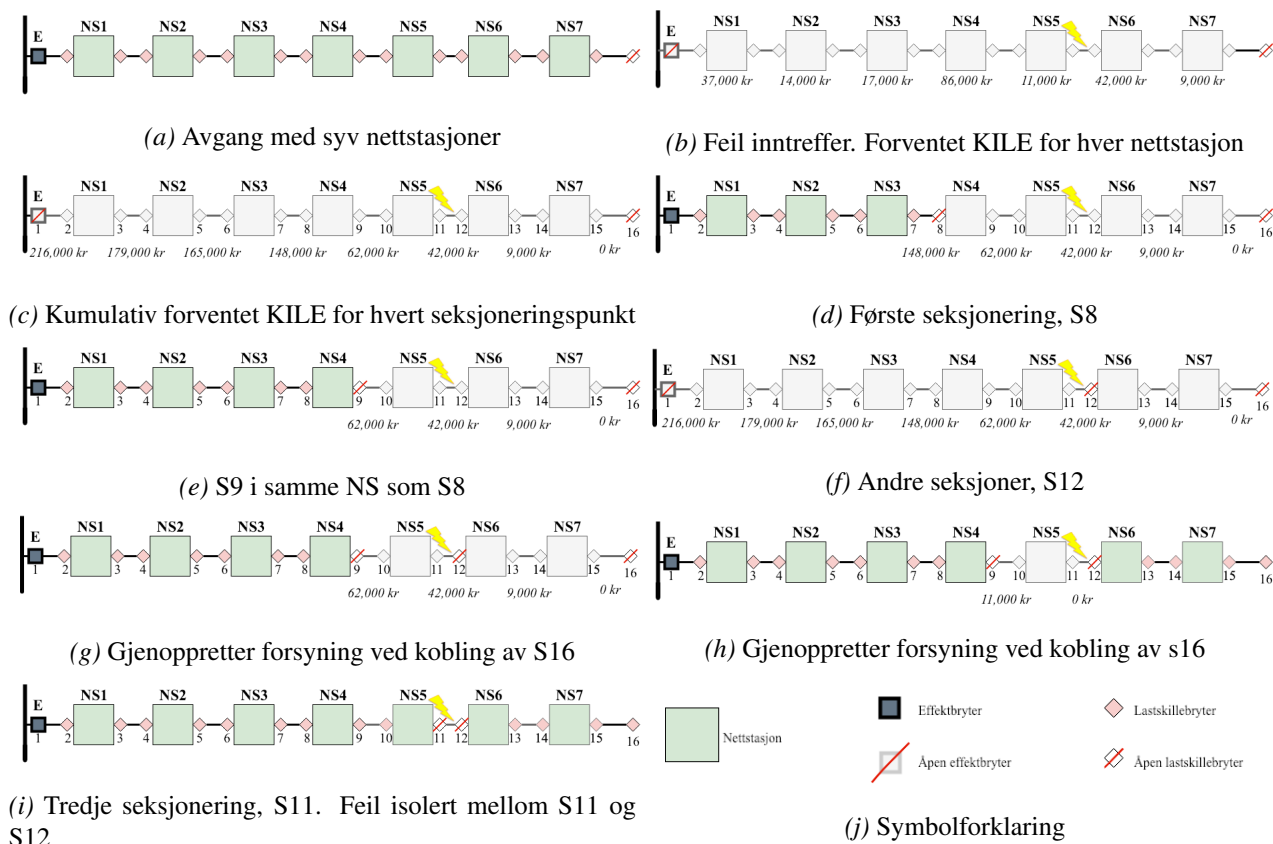 NS1 NS2 NS3 NS4 NS5 NS6 NS7
E
(a) Avgang med syv nettstasjoner
NS1 NS2 NS3 NS4 NS5 NS6 NS7
E
37,000 kr 14,000 kr 17,000 kr 86,000 kr 11,000 kr 42,000 kr 9,000 kr
(b) Feil inntreffer. Forventet KILE for hver nettstasjon
NS1 NS2 NS3 NS4 NS5 NS6 NS7
E
1 2 3 4 5 6 7 8 9 10 11 12 13 14 15 16
216,000 kr 179,000 kr 165,000 kr 148,000 kr 62,000 kr 42,000 kr 9,000 kr 0 kr
(c) Kumulativ forventet KILE for hvert seksjoneringspunkt
NS1 NS2 NS3 NS4 NS5 NS6 NS7
E
1 2 3 4 5 6 7 8 9 10 11 12 13 14 15 16
148,000 kr 62,000 kr 42,000 kr 9,000 kr 0 kr
(d) Første seksjonering, S8
NS1 NS2 NS3 NS4 NS5 NS6 NS7
E
1 2 3 4 5 6 7 8 9 10 11 12 13 14 15 16
62,000 kr 42,000 kr 9,000 kr 0 kr
(e) S9 i samme NS som S8
NS1 NS2 NS3 NS4 NS5 NS6 NS7
E
1 2 3 4 5 6 7 8 9 10 11 12 13 14 15 16
216,000 kr 179,000 kr 165,000 kr 148,000 kr 62,000 kr 42,000 kr 9,000 kr 0 kr
(f) Andre seksjoner, S12
NS1 NS2 NS3 NS4 NS5 NS6 NS7
E
1 2 3 4 5 6 7 8 9 10 11 12 13 14 15 16
62,000 kr 42,000 kr 9,000 kr 0 kr
(g) Gjenoppretter forsyning ved kobling av S16
NS1 NS2 NS3 NS4 NS5 NS6 NS7
E
1 2 3 4 5 6 7 8 9 10 11 12 13 14 15 16
11,000 kr 0 kr
(h) Gjenoppretter forsyning ved kobling av s16
NS1 NS2 NS3 NS4 NS5 NS6 NS7
E
1 2 3 4 5 6 7 8 9 10 11 12 13 14 15 16
(i) Tredje seksjonering, S11. Feil isolert mellom S11 og
S12
Nettstasjon
Effektbryter
Lastskillebryter
Åpen effektbryter
Åpen lastskillebryter
(j) Symbolforklaring